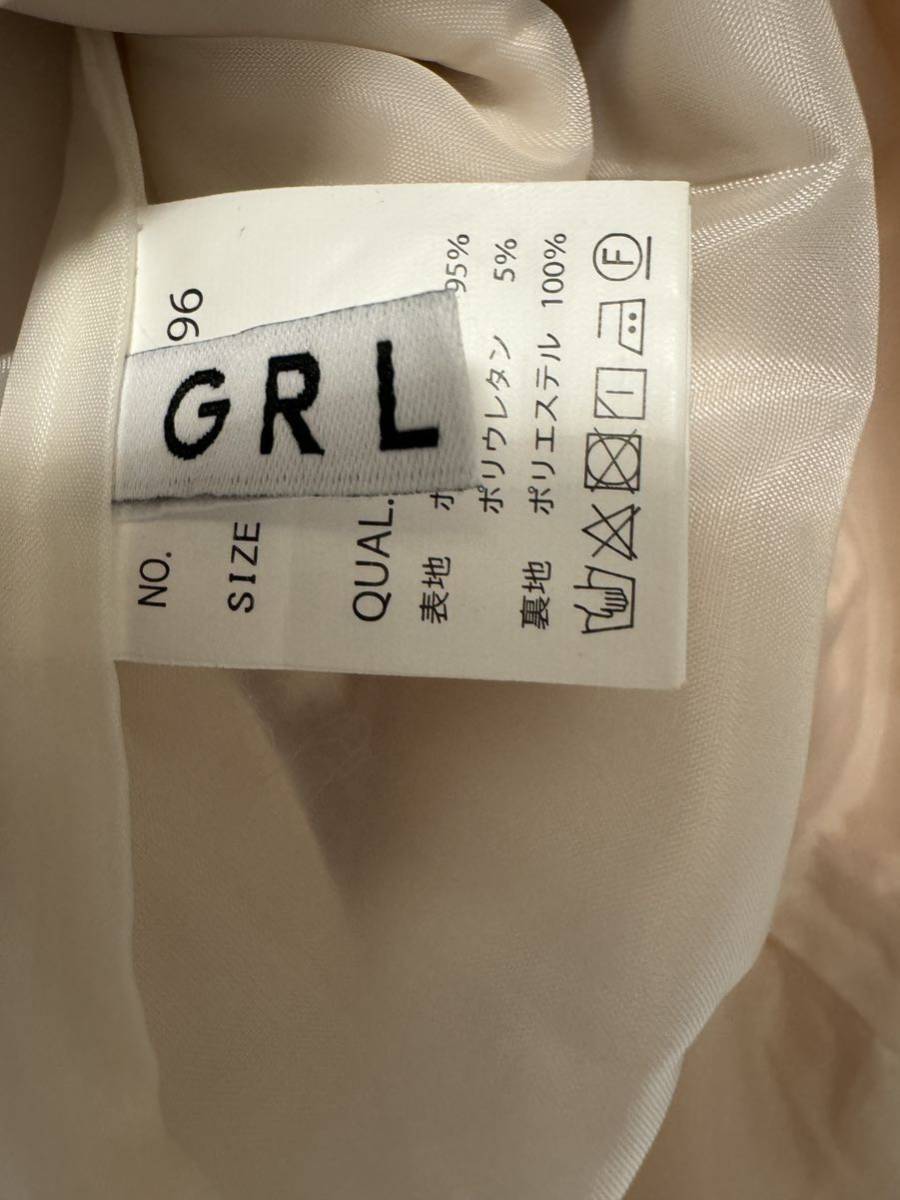 GRL
NO. 96
SIZE
QUAL.
表地 ポ 95%
ポリウレタン 5%
裏地 ポリエステル 100%
F